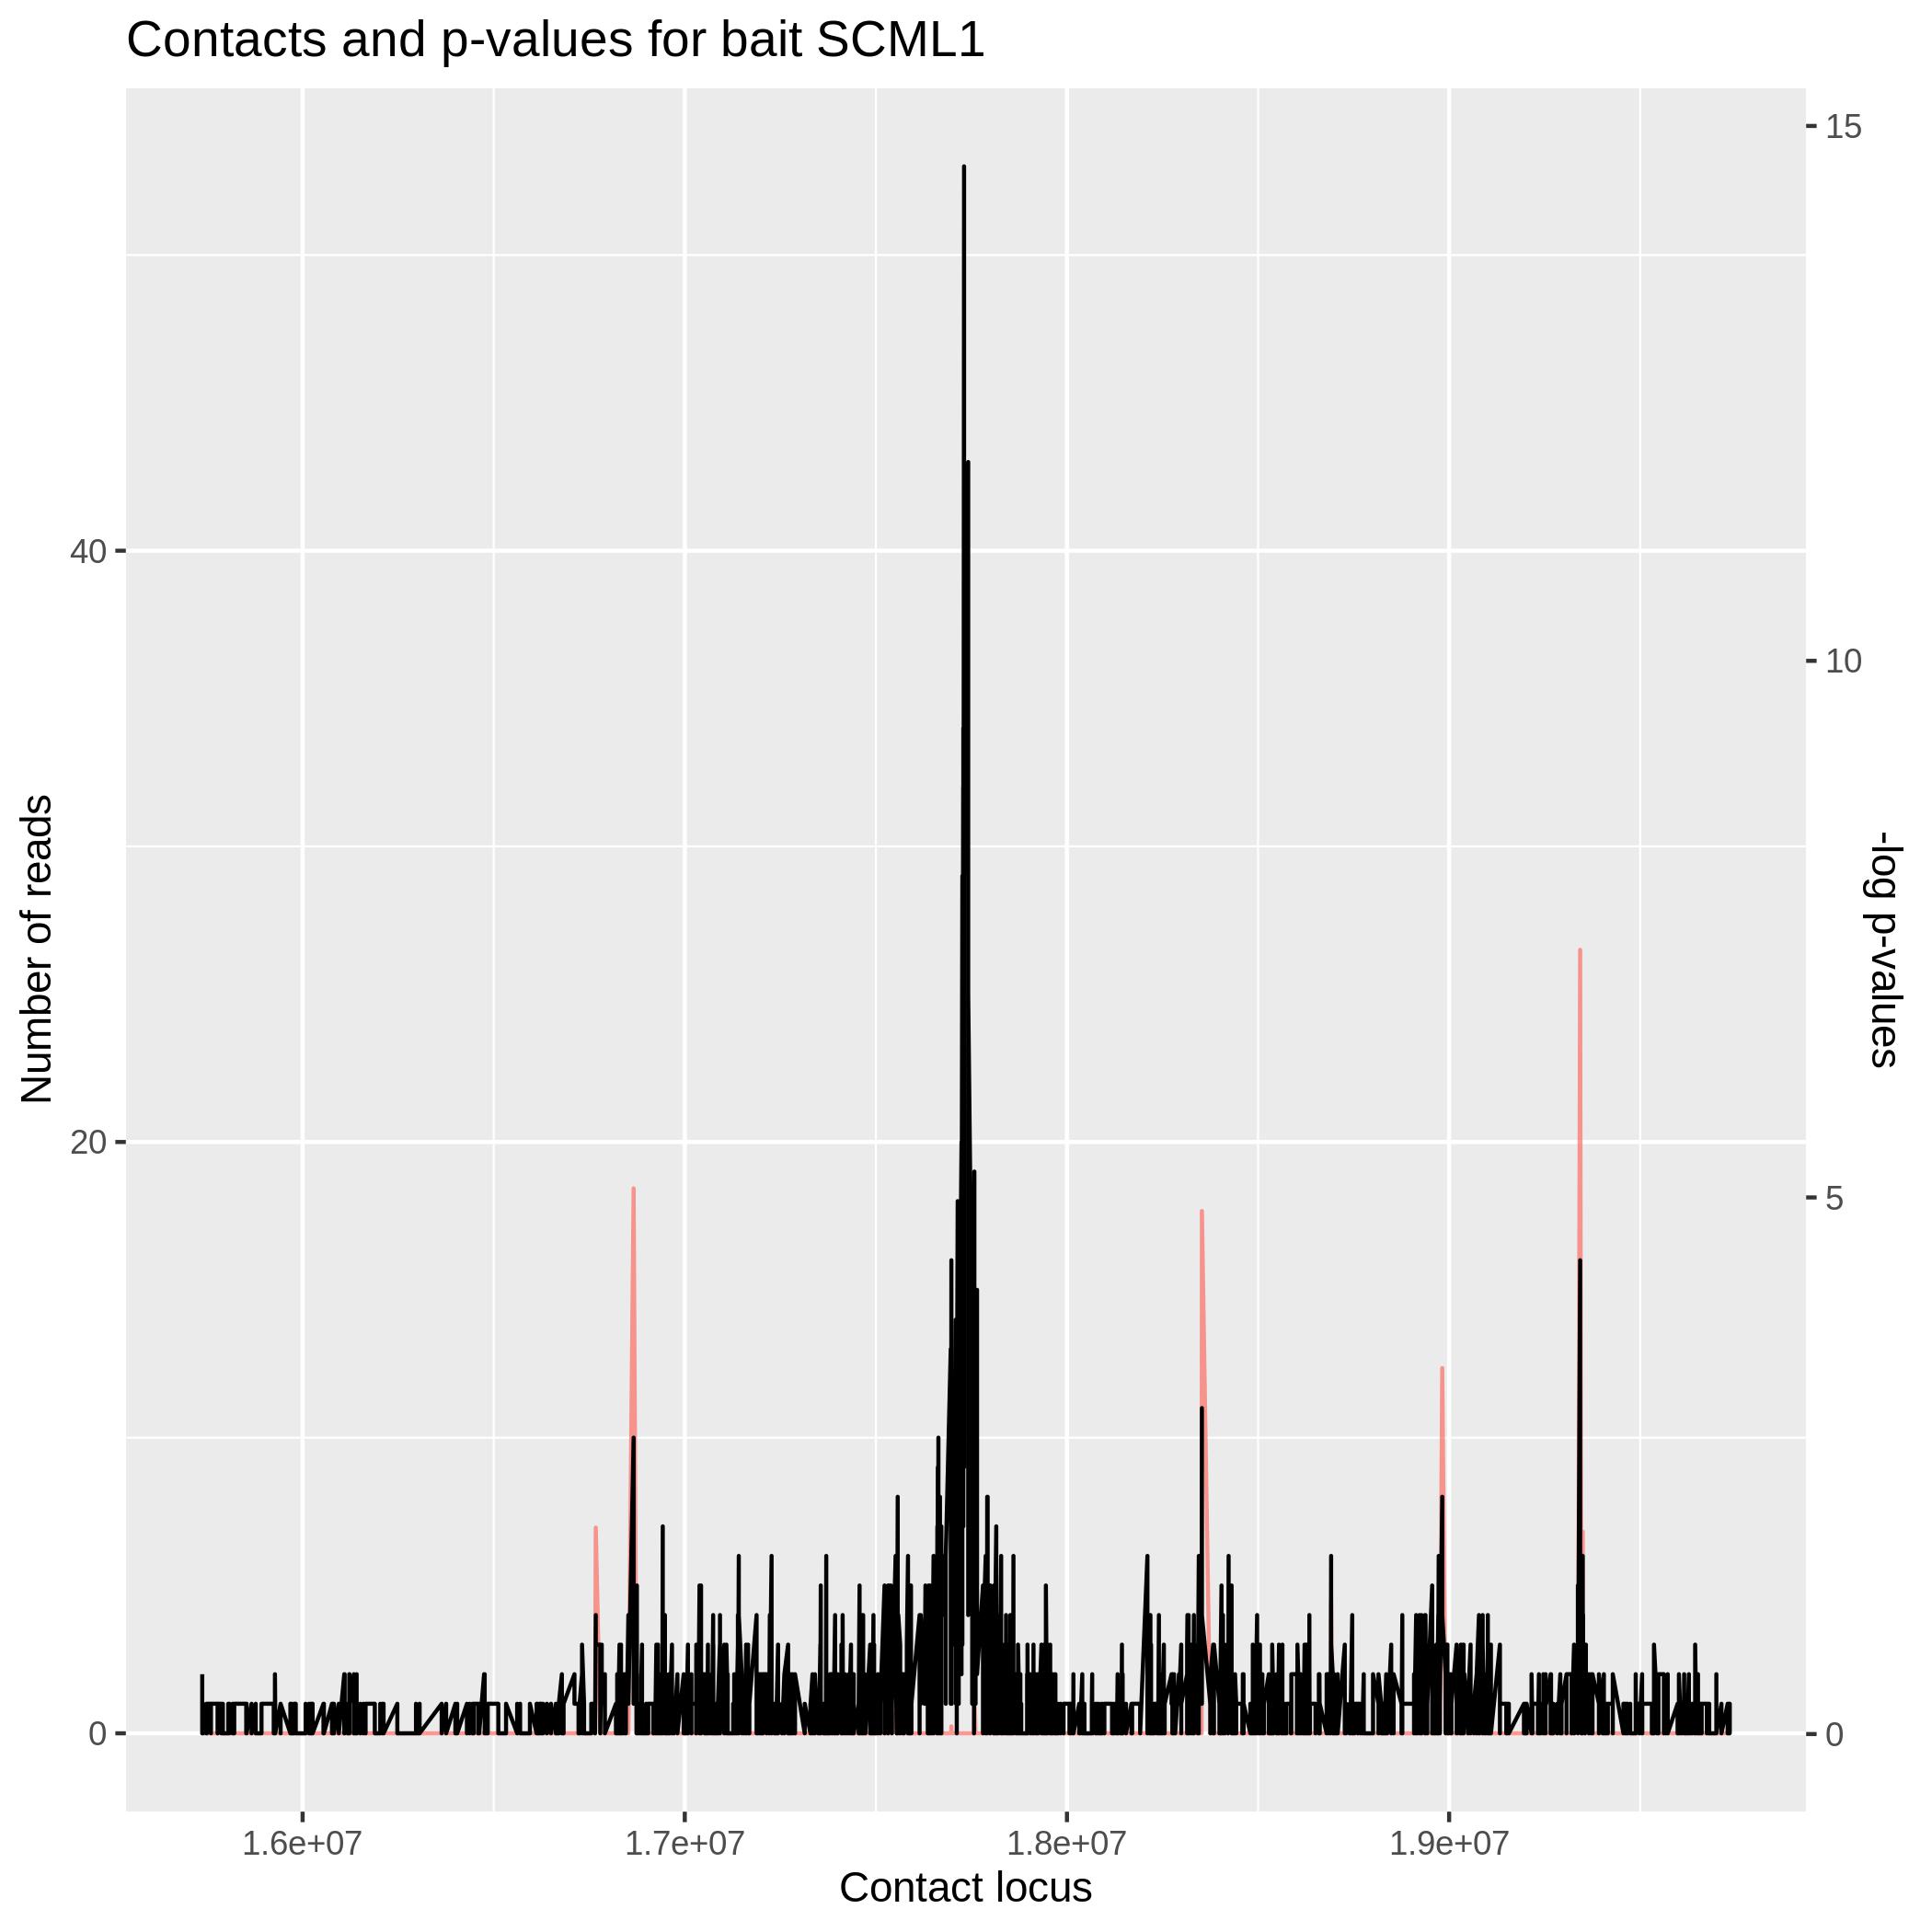 Contacts and p-values for bait SCML1
15
40
10
Number of reads
-log p-values
20
5
0
0
1.6e+07
1.7e+07
1.8e+07
1.9e+07
Contact locus